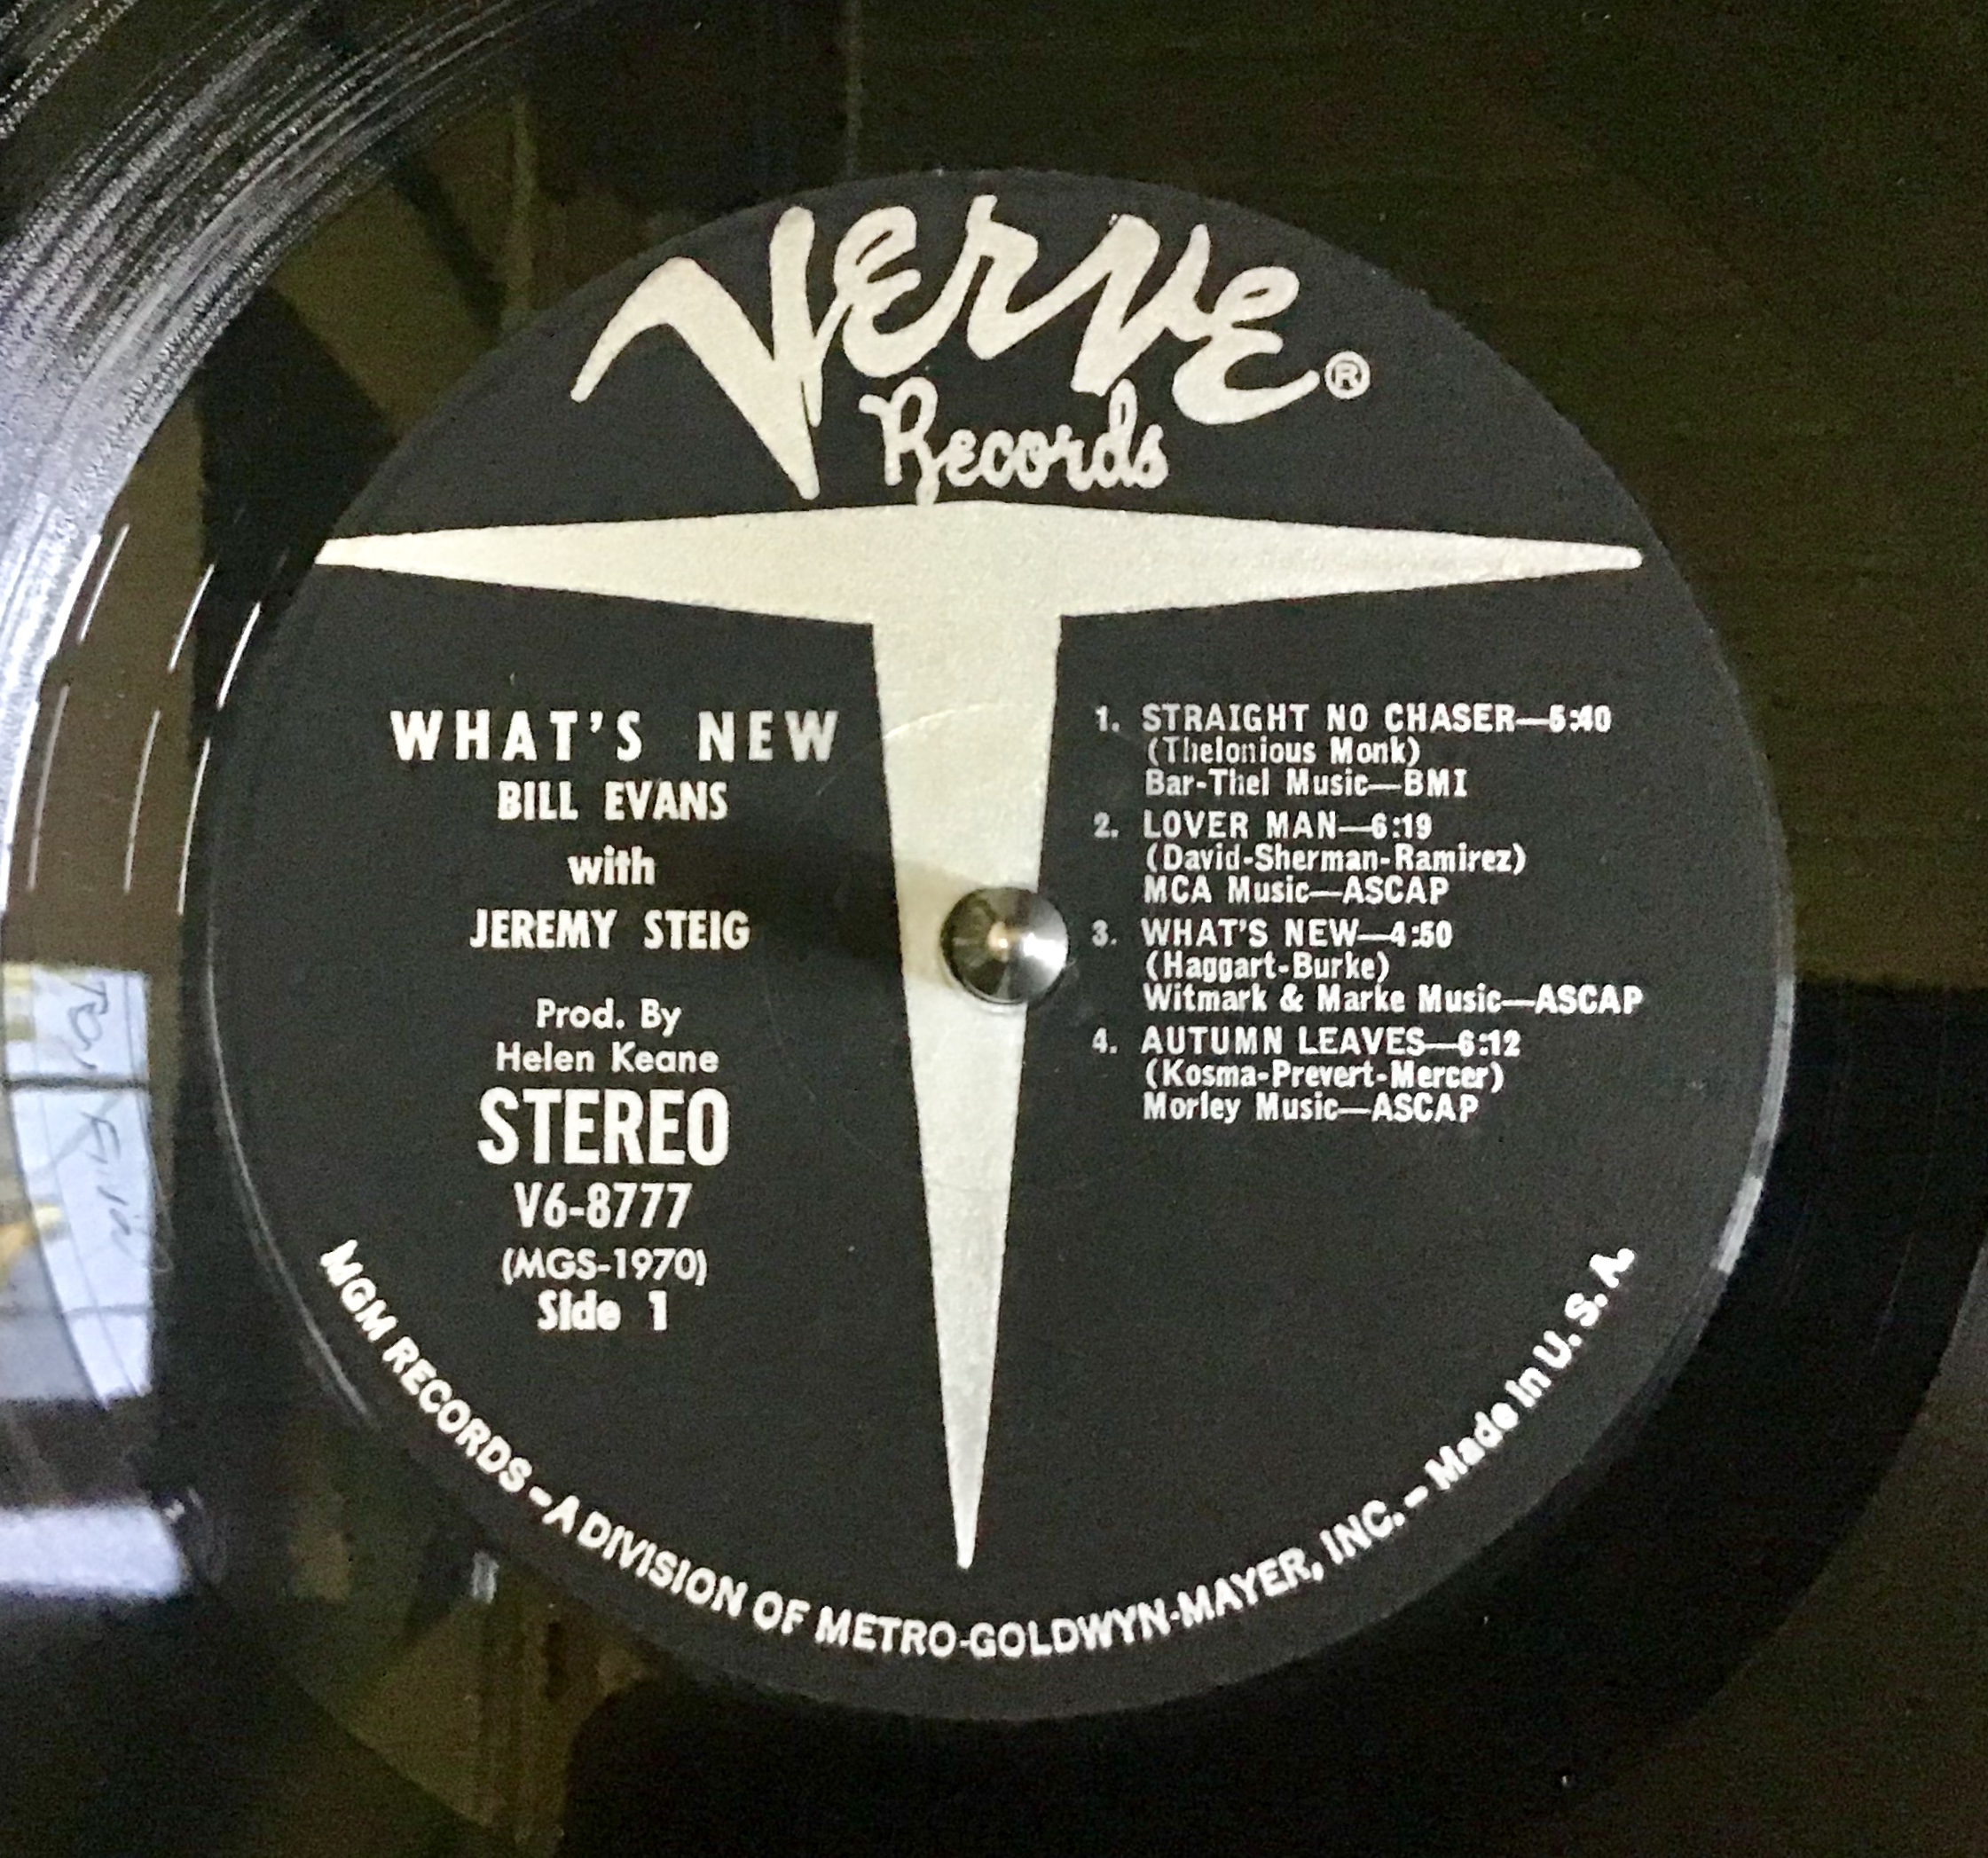 Verve ®
Records
WHAT'S NEW
BILL EVANS
with
JEREMY STEIG
Prod. By
Helen Keane
STEREO
V6-8777
(MGS-1970)
Side 1
1. STRAIGHT NO CHASER—5:40
(Thelonious Monk)
Bar-Thel Music—BMI
2. LOVER MAN—6:19
(David-Sherman-Ramirez)
MCA Music—ASCAP
3. WHAT'S NEW—4:50
(Haggart-Burke)
Witmark & Marke Music—ASCAP
4. AUTUMN LEAVES—6:12
(Kosma-Prevert-Mercer)
Morley Music—ASCAP
MGM RECORDS – A DIVISION OF METRO-GOLDWYN-MAYER, INC. – Made in U. S. A.